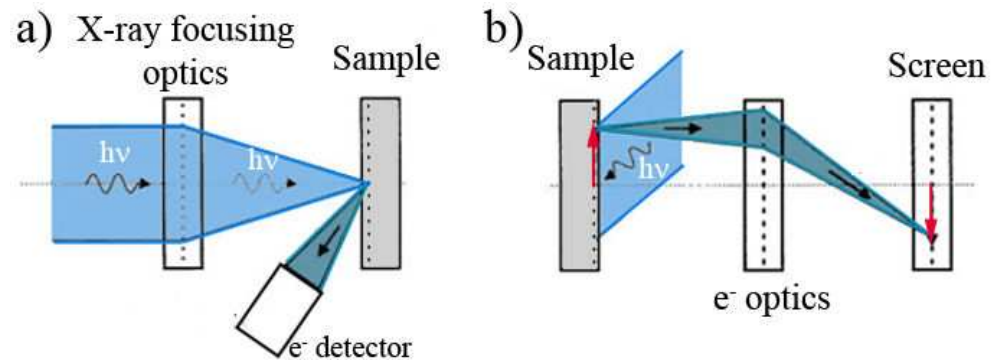 a) X-ray focusing
optics
Sample
hν
hν
e⁻ detector
b)
Sample
Screen
hν
e⁻ optics